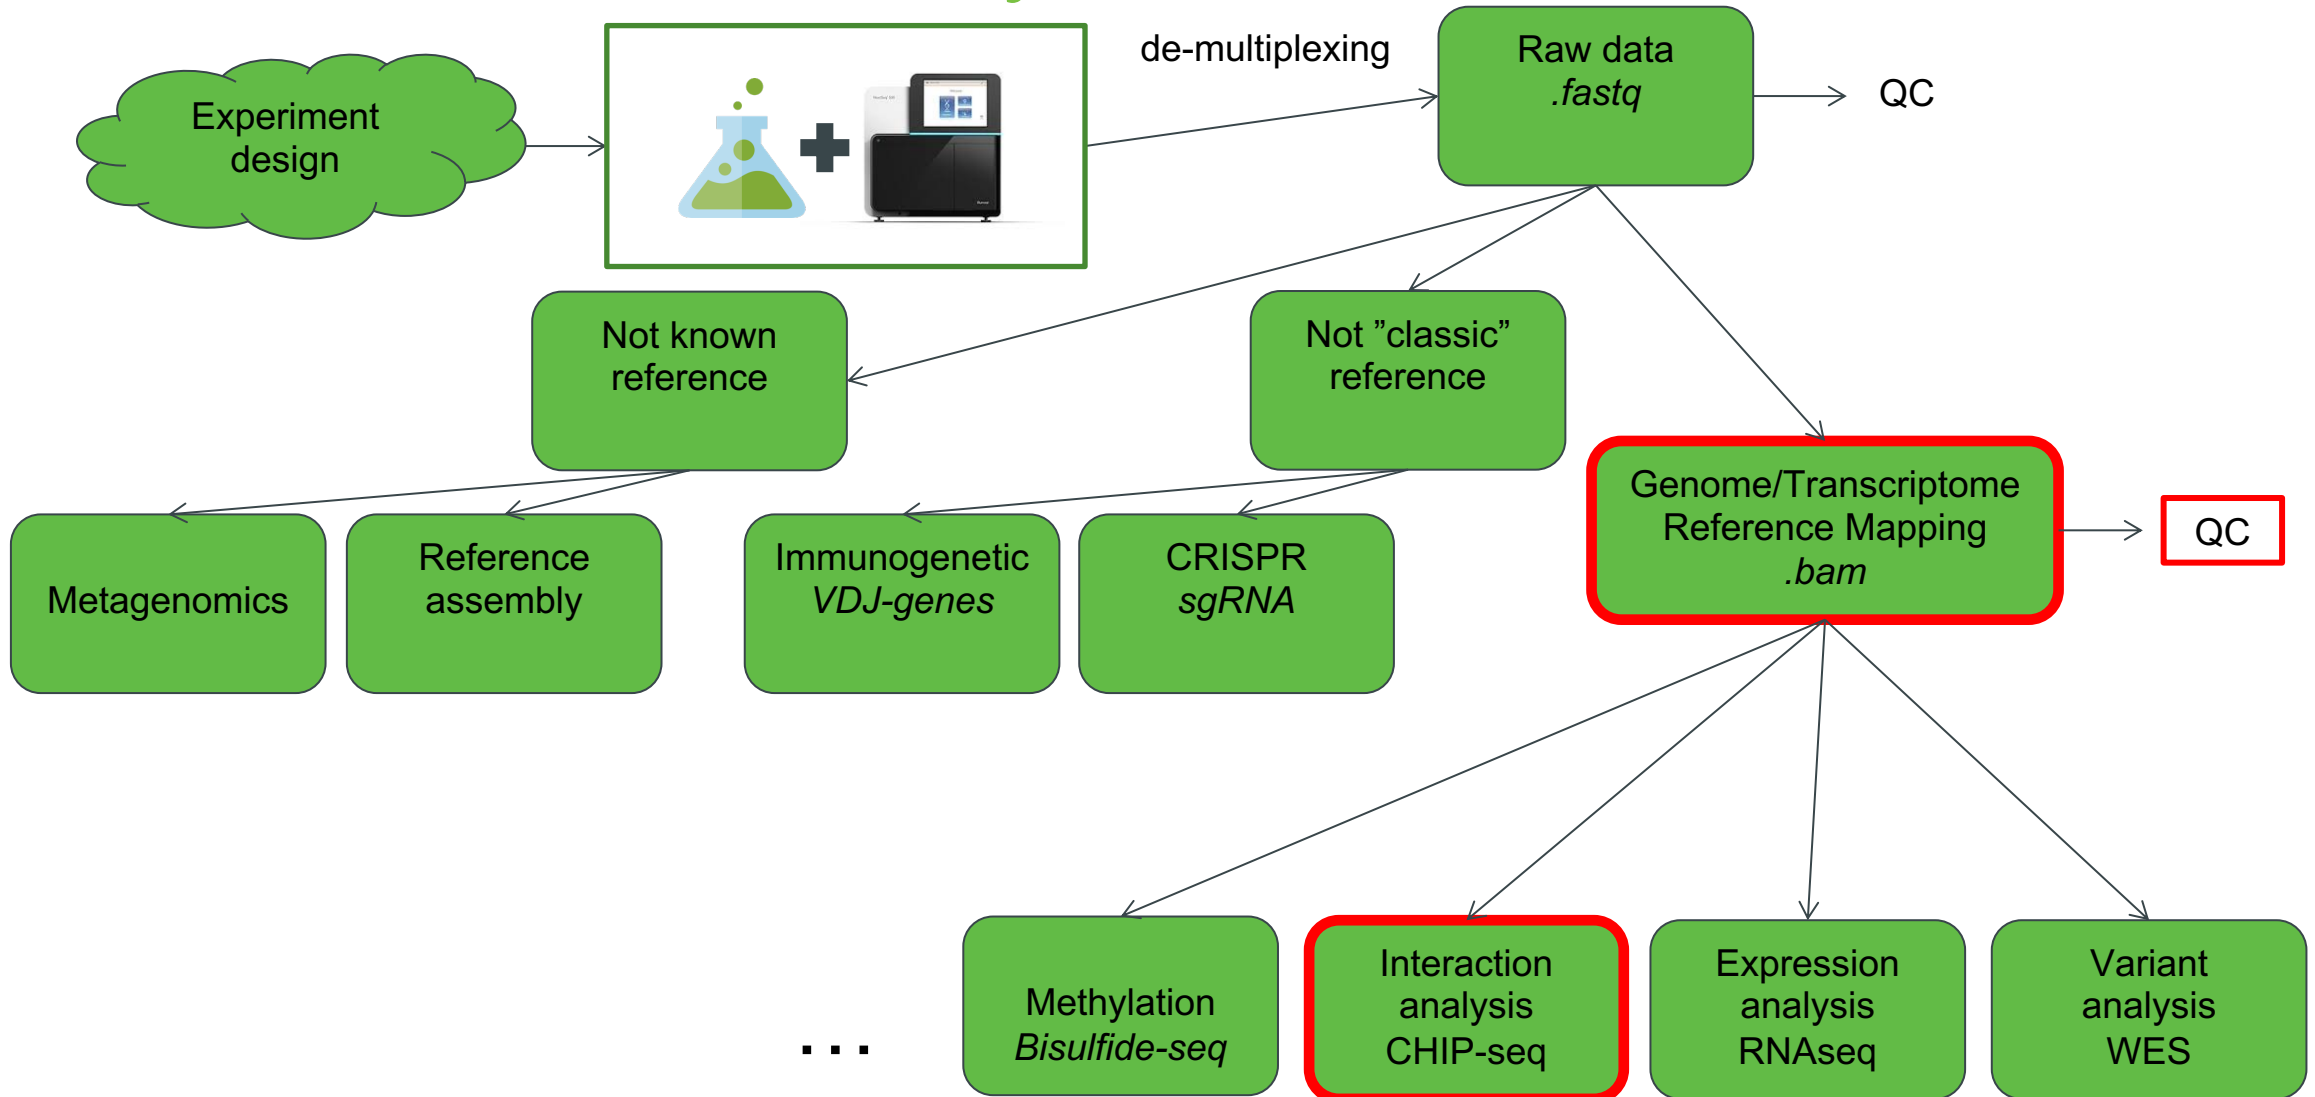 Experiment
design
de-multiplexing
Raw data
.fastq
QC
Not known
reference
Not ”classic”
reference
Genome/Transcriptome
Reference Mapping
.bam
QC
Metagenomics
Reference
assembly
Immunogenetic
VDJ-genes
CRISPR
sgRNA
...
Methylation
Bisulfide-seq
Interaction
analysis
CHIP-seq
Expression
analysis
RNAseq
Variant
analysis
WES